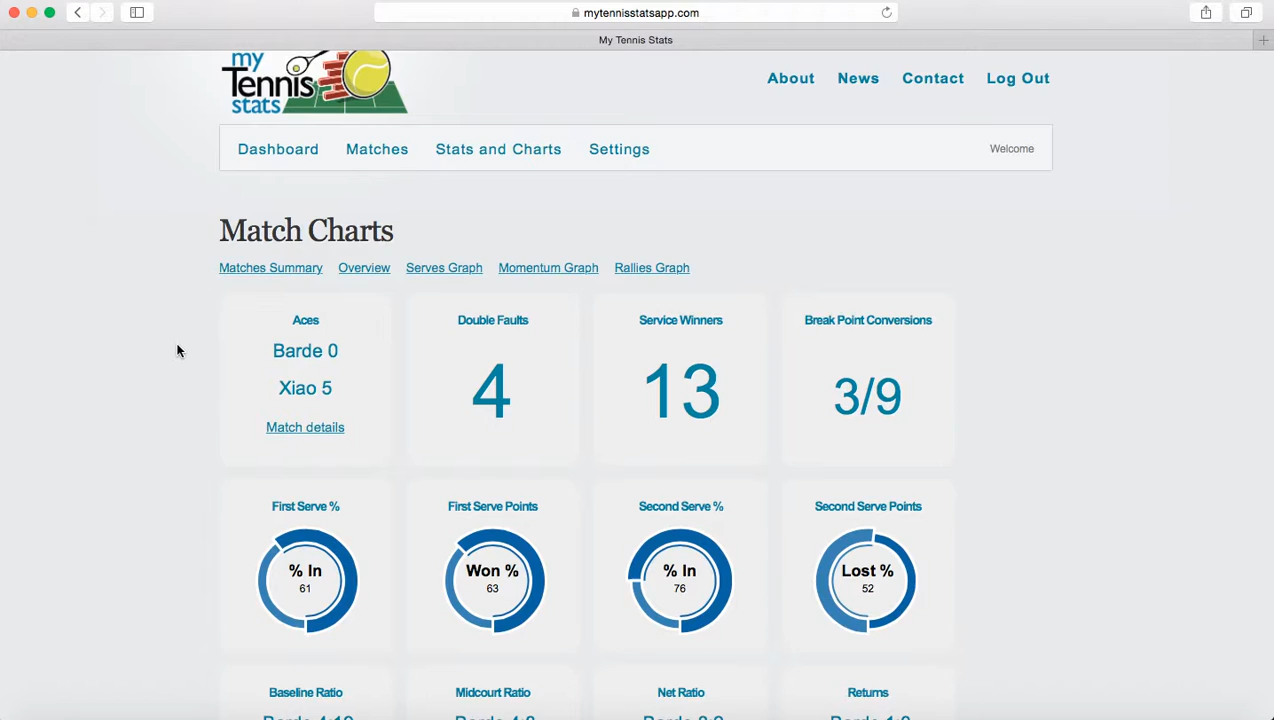 mytennisstatsapp.com
My Tennis Stats
my
Tennis
stats
About News Contact Log Out
Dashboard Matches Stats and Charts Settings Welcome
Match Charts
Matches Summary Overview Serves Graph Momentum Graph Rallies Graph
Aces
Barde 0
Xiao 5
Match details
Double Faults
4
Service Winners
13
Break Point Conversions
3/9
First Serve %
% In
61
First Serve Points
Won %
63
Second Serve %
% In
76
Second Serve Points
Lost %
52
Baseline Ratio
Midcourt Ratio
Net Ratio
Returns